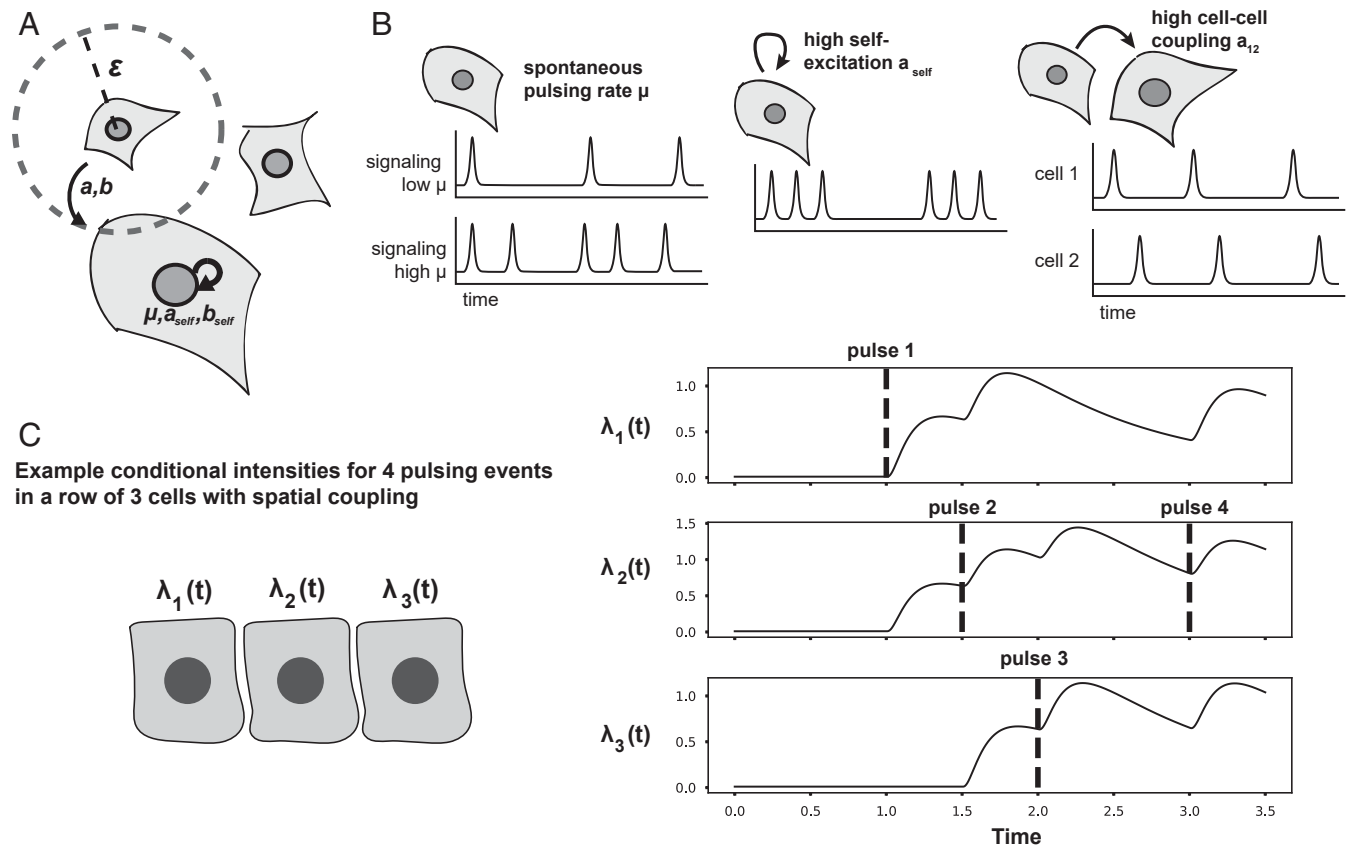 A
ε
a,b
μ,a_self,b_self
B
spontaneous
pulsing rate μ
signaling
low μ
signaling
high μ
time
high self-
excitation a_self
high cell-cell
coupling a_12
cell 1
cell 2
time
C
Example conditional intensities for 4 pulsing events
in a row of 3 cells with spatial coupling
λ_1(t) λ_2(t) λ_3(t)
pulse 1
λ_1(t)
1.0
0.5
0.0
pulse 2 pulse 4
λ_2(t)
1.5
1.0
0.5
0.0
pulse 3
λ_3(t)
1.0
0.5
0.0
0.0 0.5 1.0 1.5 2.0 2.5 3.0 3.5
Time